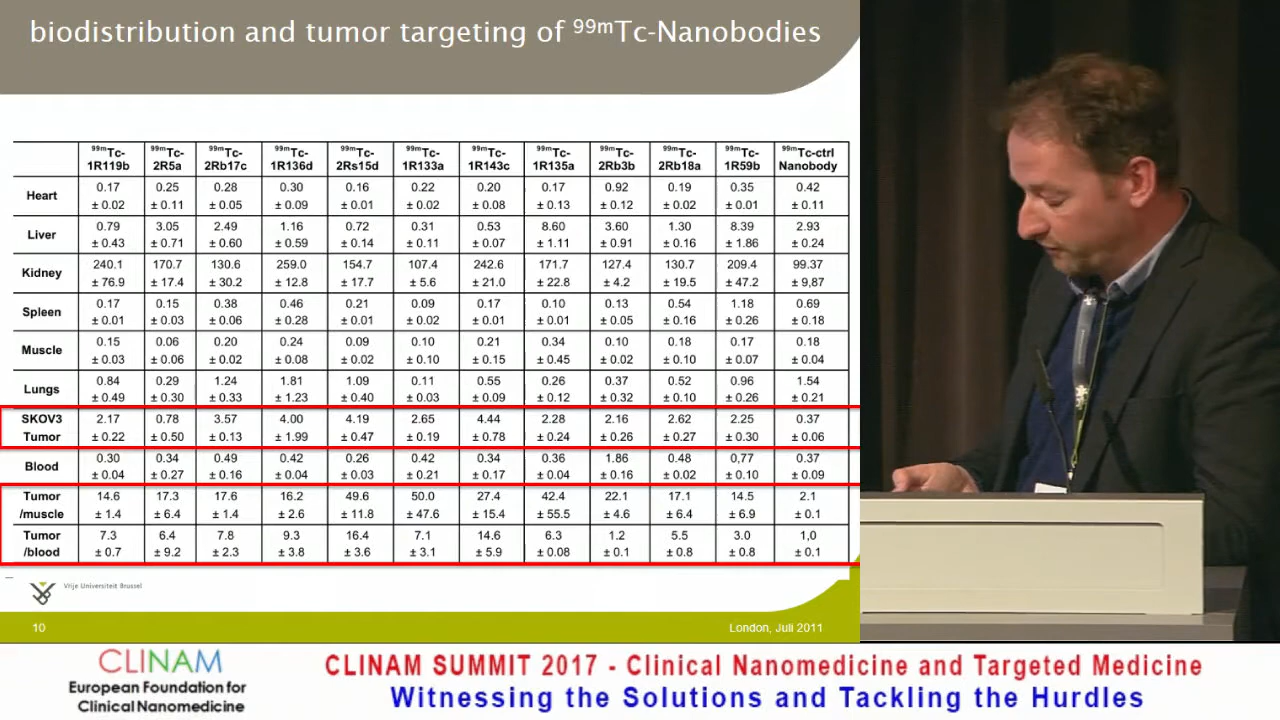 biodistribution and tumor targeting of 99mTc-Nanobodies
99mTc-1R119b 99mTc-2R5a 99mTc-2Rb17c 99mTc-1R136d 99mTc-2Rs15d 99mTc-1R133a 99mTc-1R143c 99mTc-1R135a 99mTc-2Rb3b 99mTc-2Rb18a 99mTc-1R59b 99mTc-ctrl Nanobody
Heart 0.17 0.25 0.28 0.30 0.16 0.22 0.20 0.17 0.92 0.19 0.35 0.42
± 0.02 ± 0.11 ± 0.05 ± 0.09 ± 0.01 ± 0.02 ± 0.08 ± 0.13 ± 0.12 ± 0.02 ± 0.01 ± 0.11
Liver 0.79 3.05 2.49 1.16 0.72 0.31 0.53 8.60 3.60 1.30 8.39 2.93
± 0.43 ± 0.71 ± 0.60 ± 0.59 ± 0.14 ± 0.11 ± 0.07 ± 1.11 ± 0.91 ± 0.16 ± 1.86 ± 0.24
Kidney 240.1 170.7 130.6 259.0 154.7 107.4 242.6 171.7 127.4 130.7 209.4 99.37
± 76.9 ± 17.4 ± 30.2 ± 12.8 ± 17.7 ± 5.6 ± 21.0 ± 22.8 ± 4.2 ± 19.5 ± 47.2 ± 9,87
Spleen 0.17 0.15 0.38 0.46 0.21 0.09 0.17 0.10 0.13 0.54 1.18 0.69
± 0.01 ± 0.03 ± 0.06 ± 0.28 ± 0.01 ± 0.02 ± 0.01 ± 0.01 ± 0.05 ± 0.16 ± 0.26 ± 0.18
Muscle 0.15 0.06 0.20 0.24 0.09 0.10 0.21 0.34 0.10 0.18 0.17 0.18
± 0.03 ± 0.06 ± 0.02 ± 0.08 ± 0.02 ± 0.10 ± 0.15 ± 0.45 ± 0.02 ± 0.10 ± 0.07 ± 0.04
Lungs 0.84 0.29 1.24 1.81 1.09 0.11 0.55 0.26 0.37 0.52 0.96 1.54
± 0.49 ± 0.30 ± 0.33 ± 1.23 ± 0.40 ± 0.03 ± 0.09 ± 0.12 ± 0.32 ± 0.10 ± 0.26 ± 0.21
SKOV3 2.17 0.78 3.57 4.00 4.19 2.65 4.44 2.28 2.16 2.62 2.25 0.37
Tumor ± 0.22 ± 0.50 ± 0.13 ± 1.99 ± 0.47 ± 0.19 ± 0.78 ± 0.24 ± 0.26 ± 0.27 ± 0.30 ± 0.06
Blood 0.30 0.34 0.49 0.42 0.26 0.42 0.34 0.36 1.86 0.48 0,77 0.37
± 0.04 ± 0.27 ± 0.16 ± 0.04 ± 0.03 ± 0.21 ± 0.17 ± 0.04 ± 0.16 ± 0.02 ± 0.10 ± 0.09
Tumor 14.6 17.3 17.6 16.2 49.6 50.0 27.4 42.4 22.1 17.1 14.5 2.1
/muscle ± 1.4 ± 6.4 ± 1.4 ± 2.6 ± 11.8 ± 47.6 ± 15.4 ± 55.5 ± 4.6 ± 6.4 ± 6.9 ± 0.1
Tumor 7.3 6.4 7.8 9.3 16.4 7.1 14.6 6.3 1.2 5.5 3.0 1,0
/blood ± 0.7 ± 9.2 ± 2.3 ± 3.8 ± 3.6 ± 3.1 ± 5.9 ± 0.08 ± 0.1 ± 0.8 ± 0.8 ± 0.1
Vrije Universiteit Brussel
10 London, Juli 2011
CLINAM
European Foundation for
Clinical Nanomedicine
CLINAM SUMMIT 2017 - Clinical Nanomedicine and Targeted Medicine
Witnessing the Solutions and Tackling the Hurdles